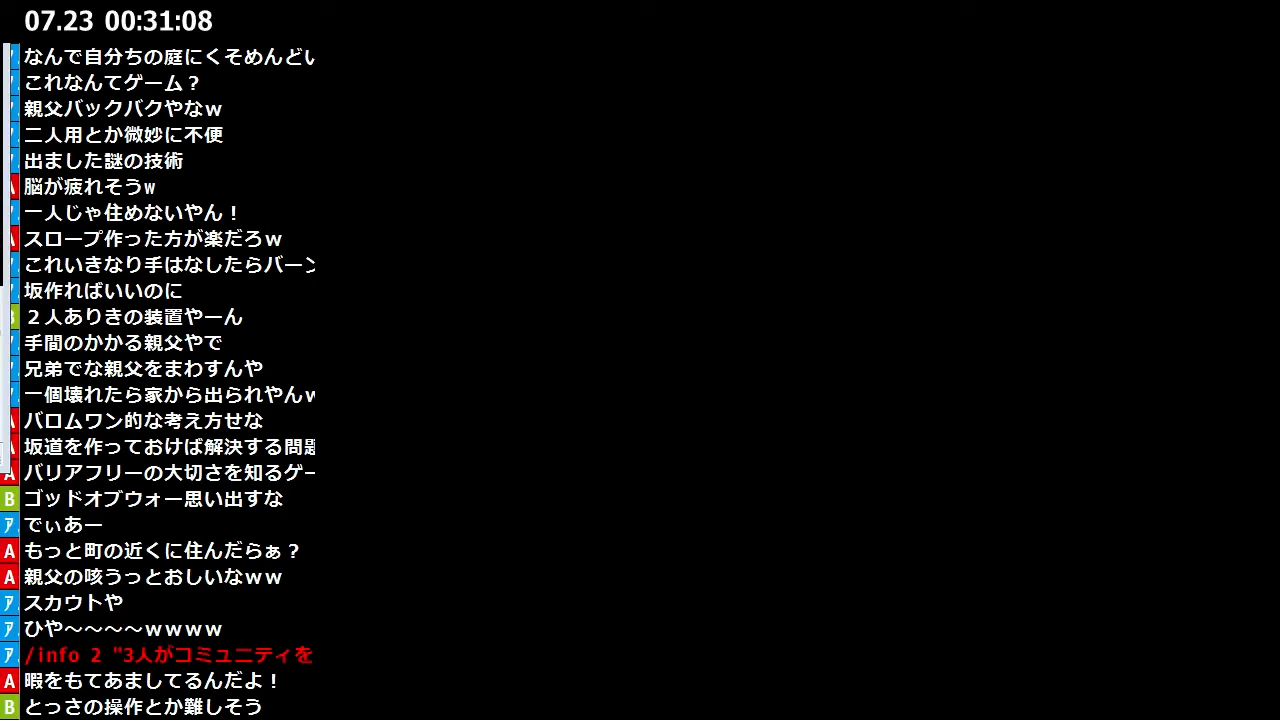 07.23 00:31:08
なんで自分ちの庭にくそめんどい
これなんてゲーム？
親父バックバクやなｗ
二人用とか微妙に不便
出ました謎の技術
A 脳が疲れそうw
一人じゃ住めないやん！
A スロープ作った方が楽だろｗ
これいきなり手はなしたらバーン
坂作ればいいのに
B ２人ありきの装置やーん
手間のかかる親父やで
兄弟でな親父をまわすんや
一個壊れたら家から出られやんｗ
A バロムワン的な考え方せな
A 坂道を作っておけば解決する問題
A バリアフリーの大切さを知るゲー
B ゴッドオブウォー思い出すな
ｱ でぃあー
A もっと町の近くに住んだらぁ？
A 親父の咳うっとおしいなｗｗ
ｱ スカウトや
ｱ ひや～～～～ｗｗｗｗ
ｱ /info 2 "3人がコミュニティを
A 暇をもてあましてるんだよ！
B とっさの操作とか難しそう